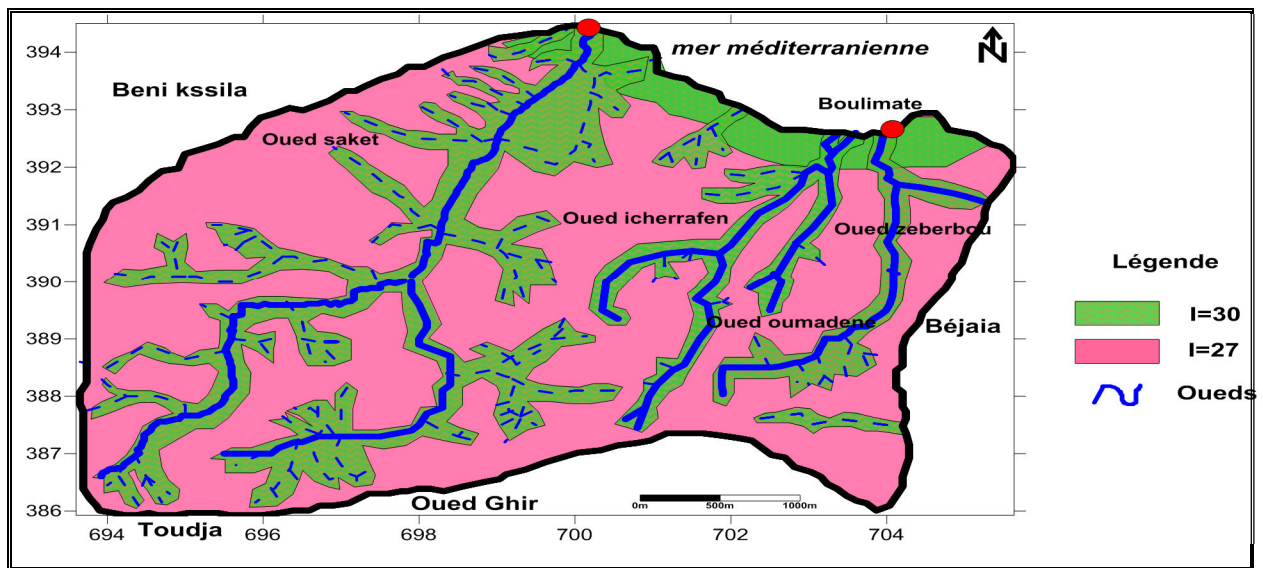 394
mer méditerranienne
N
Beni kssila
Boulimate
393
Oued saket
392
Oued icherrafen
391
Oued zeberbou
Légende
390
I=30
Oued oumadene
Béjaia
389
I=27
388
Oueds
387
Oued Ghir
0m 500m 1000m
386
Toudja
694 696 698 700 702 704